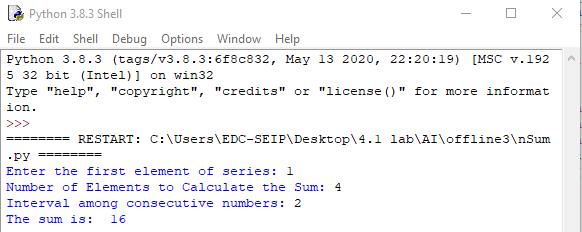 Python 3.8.3 Shell
File Edit Shell Debug Options Window Help
Python 3.8.3 (tags/v3.8.3:6f8c832, May 13 2020, 22:20:19) [MSC v.192
5 32 bit (Intel)] on win32
Type "help", "copyright", "credits" or "license()" for more informat
ion.
>>>
======== RESTART: C:\Users\EDC-SEIP\Desktop\4.1 lab\AI\offline3\nSum
.py ========
Enter the first element of series: 1
Number of Elements to Calculate the Sum: 4
Interval among consecutive numbers: 2
The sum is:  16